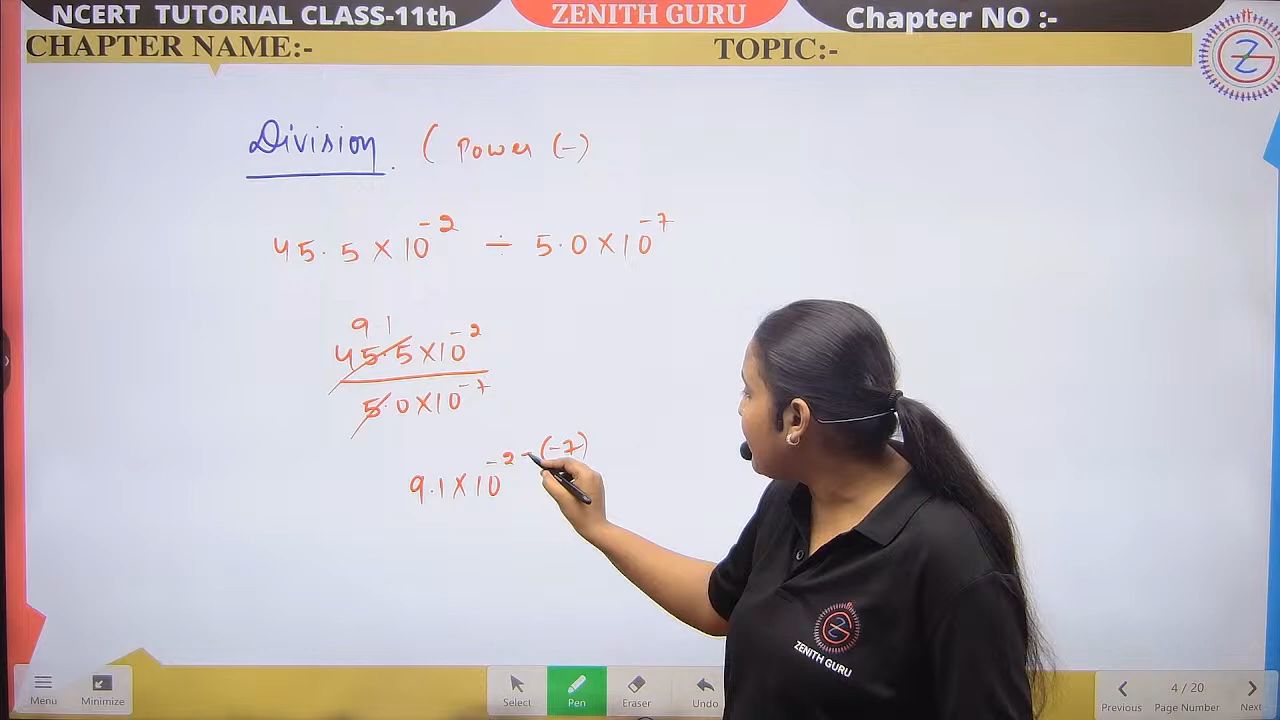 NCERT TUTORIAL CLASS-11th
ZENITH GURU
Chapter NO :-
CHAPTER NAME:-
TOPIC:-
Division. ( Power (-)
45.5 × 10⁻² ÷ 5.0 × 10⁻⁷
9.1
45.5 × 10⁻²
5.0 × 10⁻⁷
9.1 × 10⁻²⁻⁽⁻⁷⁾
ZENITH GURU
Menu
Minimize
Select
Pen
Eraser
Undo
Previous
4 / 20
Page Number
Next